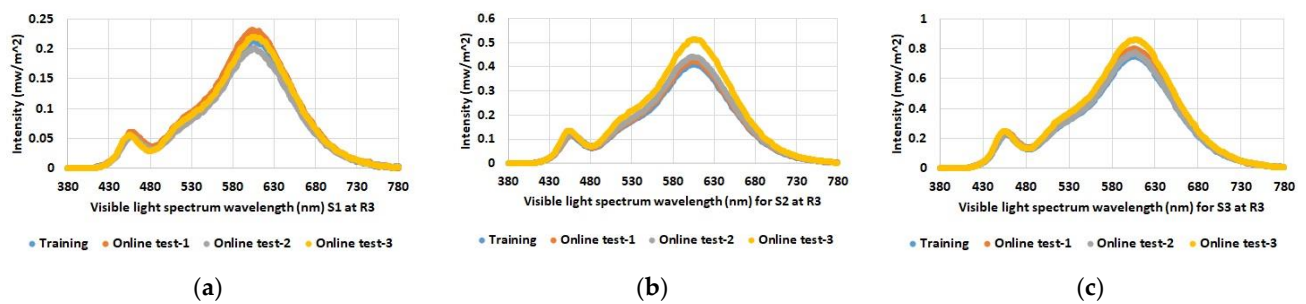 0.25
0.2
0.15
0.1
0.05
0
Intensity (mw/m^2)
380 430 480 530 580 630 680 730 780
Visible light spectrum wavelength (nm) S1 at R3
Training Online test-1 Online test-2 Online test-3
(a)
0.6
0.5
0.4
0.3
0.2
0.1
0
Intensity (mw/m^2)
380 430 480 530 580 630 680 730 780
Visible light spectrum wavelength (nm) for S2 at R3
Training Online test-1 Online test-2 Online test-3
(b)
1
0.8
0.6
0.4
0.2
0
Intensity (mw/m^2)
380 430 480 530 580 630 680 730 780
Visible light spectrum wavelength (nm) for S3 at R3
Training Online test-1 Online test-2 Online test-3
(c)